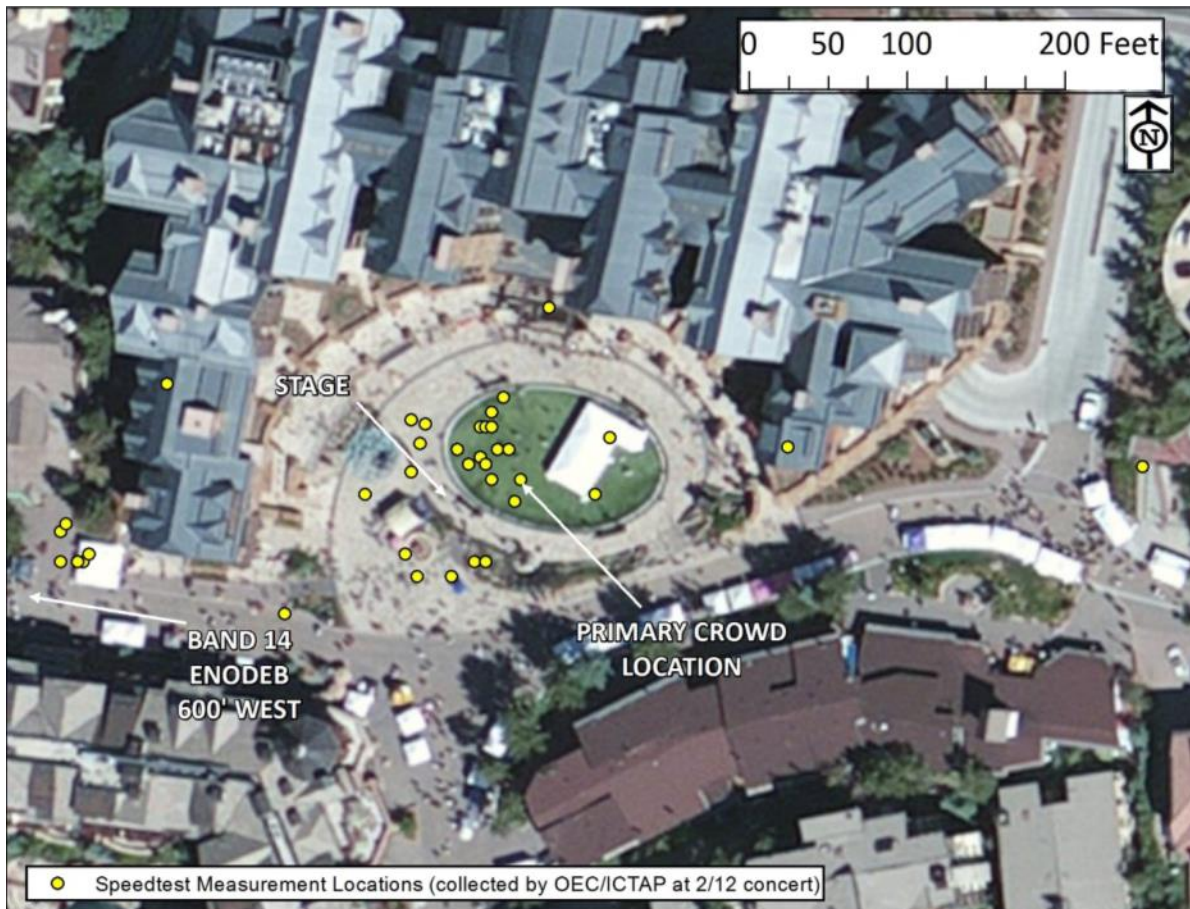 0 50 100 200 Feet
N
STAGE
PRIMARY CROWD
LOCATION
BAND 14
ENODEB
600' WEST
Speedtest Measurement Locations (collected by OEC/ICTAP at 2/12 concert)